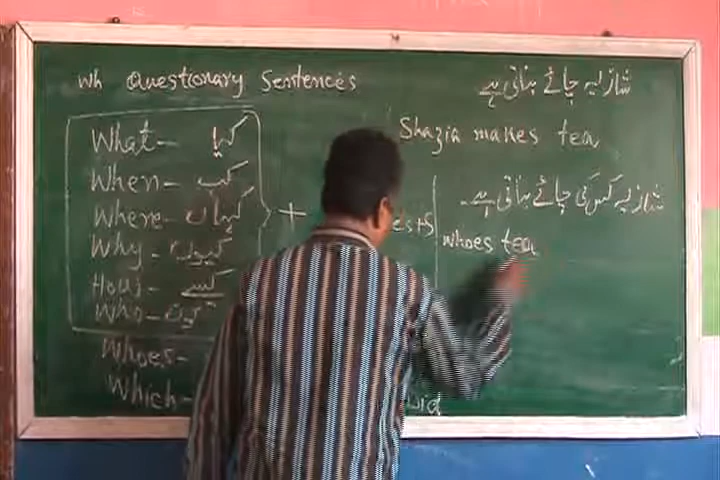 wh Questionary Sentences
What - کیا
When - کب
Where - کہاں
Why - کیوں
How - کیسے
Who - کون
Whoes -
Which -
+
es+S
شازیہ چائے بناتی ہے
Shazia makes tea
شازیہ کس کی چائے بناتی ہے۔
whoes tea